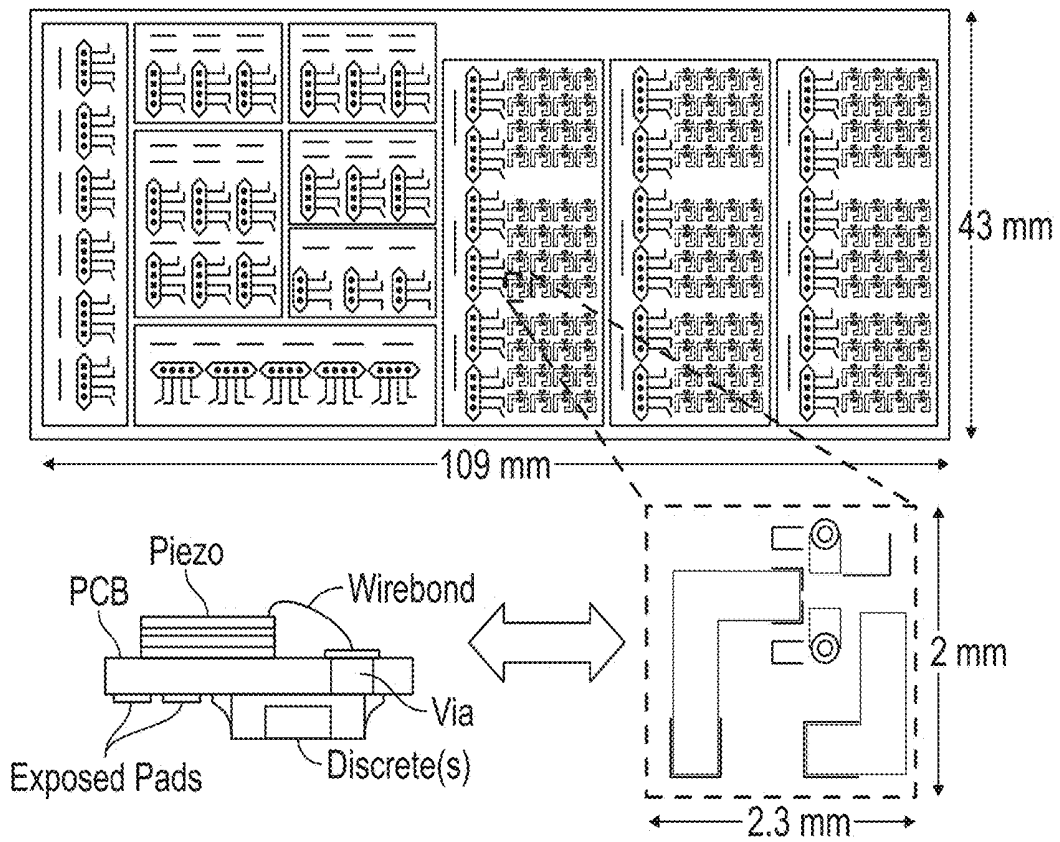 43 mm
109 mm
Piezo
PCB
Wirebond
2 mm
Via
Exposed Pads
Discrete(s)
2.3 mm